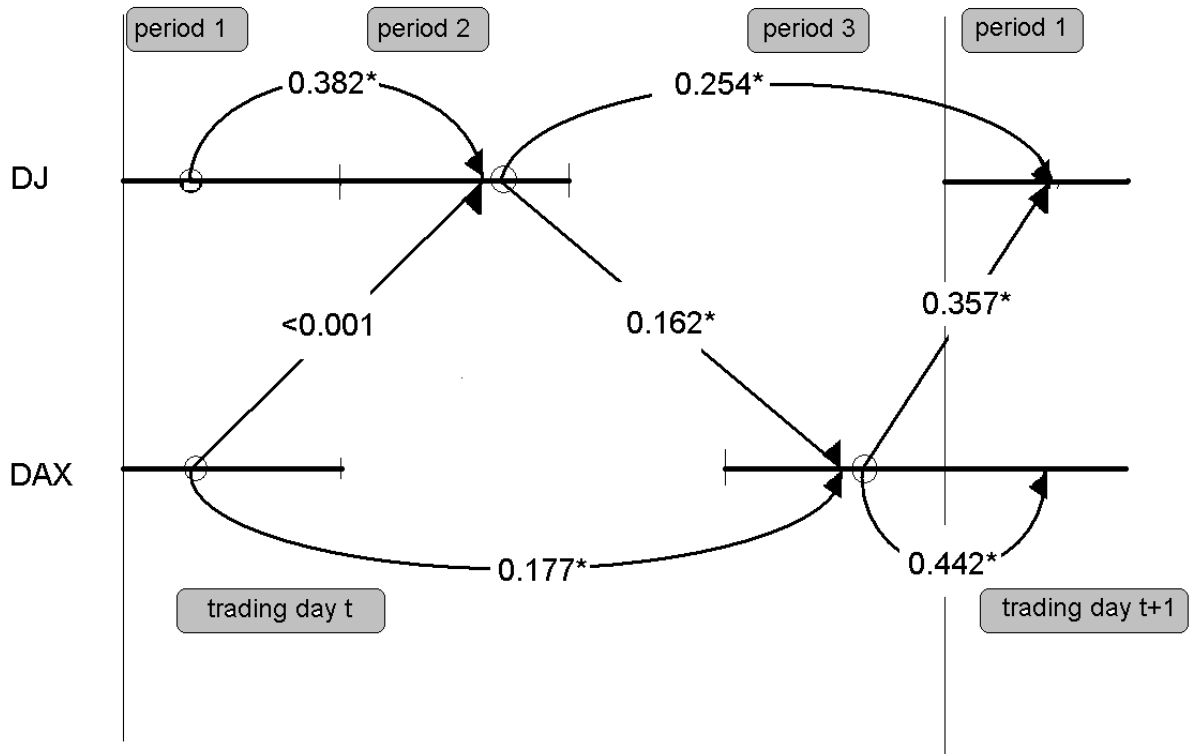 period 1
period 2
period 3
period 1
0.382*
0.254*
DJ
<0.001
0.162*
0.357*
DAX
0.177*
0.442*
trading day t
trading day t+1